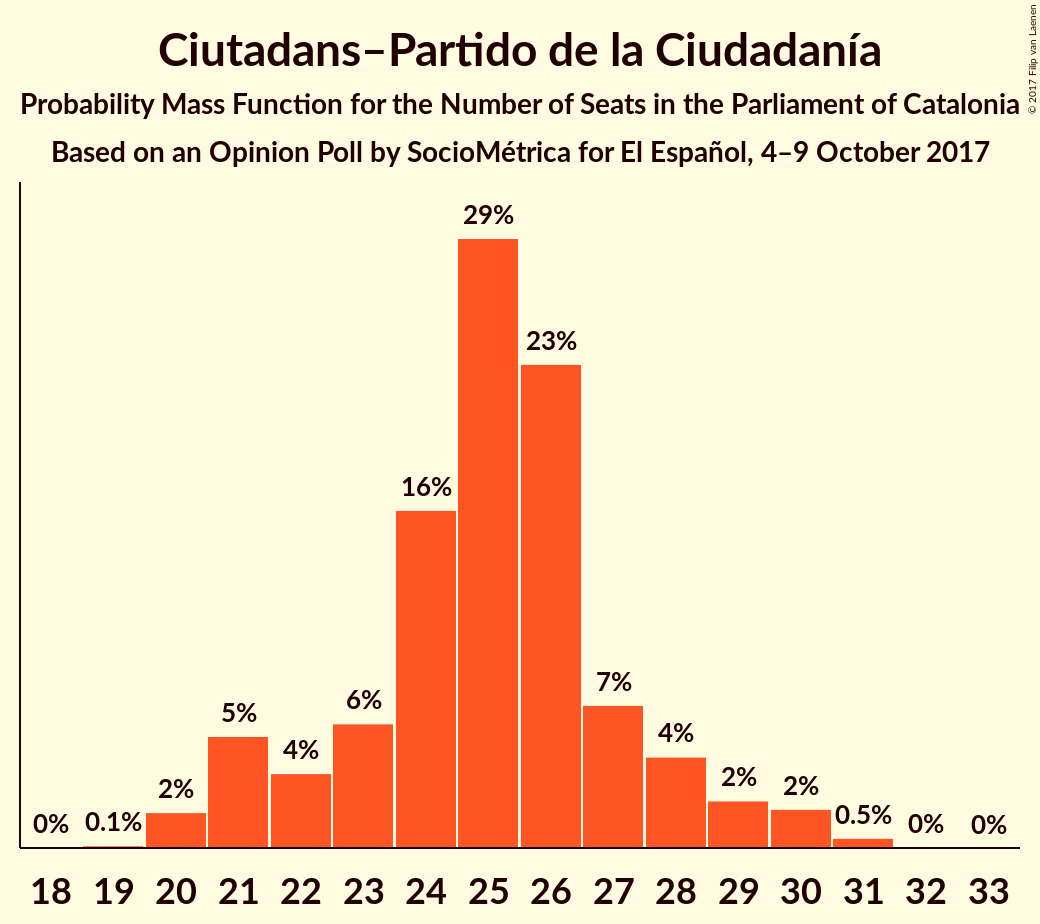 Ciutadans–Partido de la Ciudadanía
Probability Mass Function for the Number of Seats in the Parliament of Catalonia
Based on an Opinion Poll by SocioMétrica for El Español, 4–9 October 2017
© 2017 Filip van Laenen
0% 0.1% 2% 5% 4% 6% 16% 29% 23% 7% 4% 2% 2% 0.5% 0% 0%
18 19 20 21 22 23 24 25 26 27 28 29 30 31 32 33